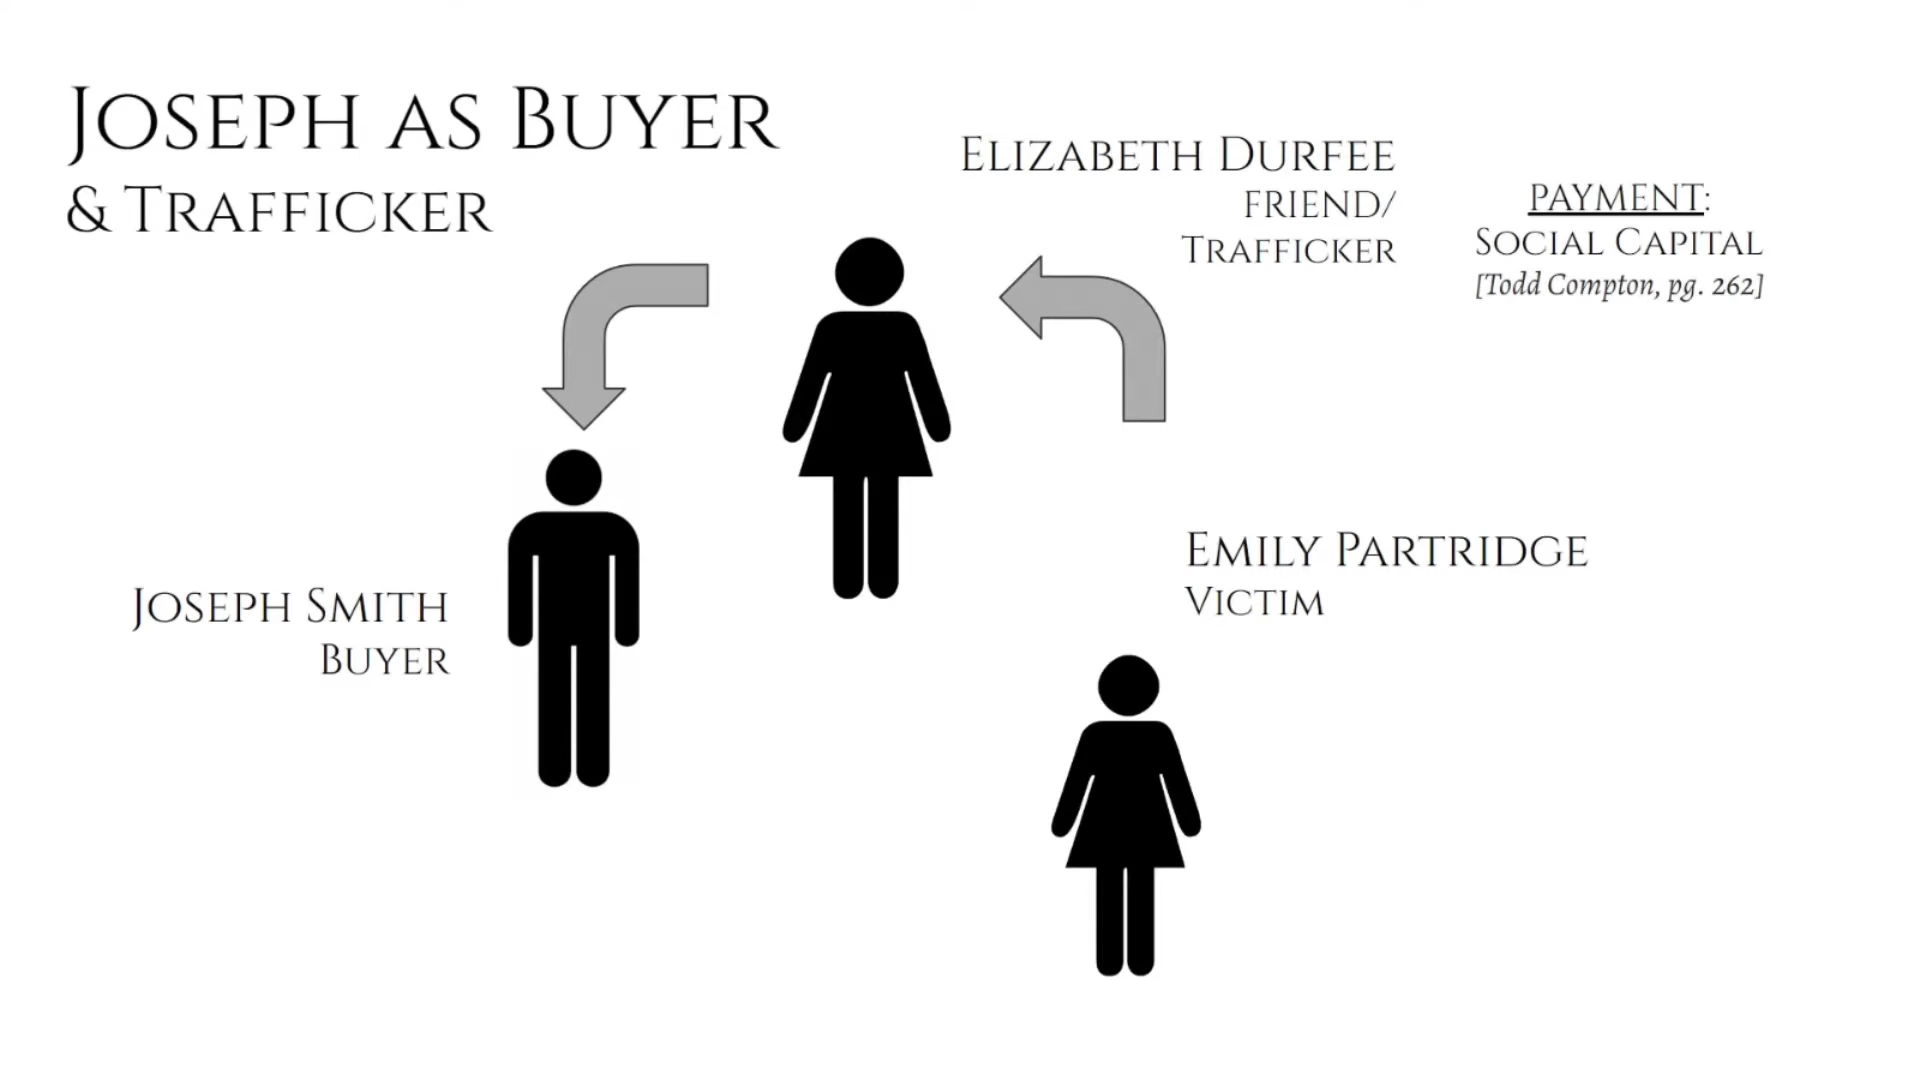 Joseph as Buyer
& Trafficker
Elizabeth Durfee
friend/
Trafficker
payment:
Social Capital
[Todd Compton, pg. 262]
Emily Partridge
Victim
Joseph Smith
Buyer